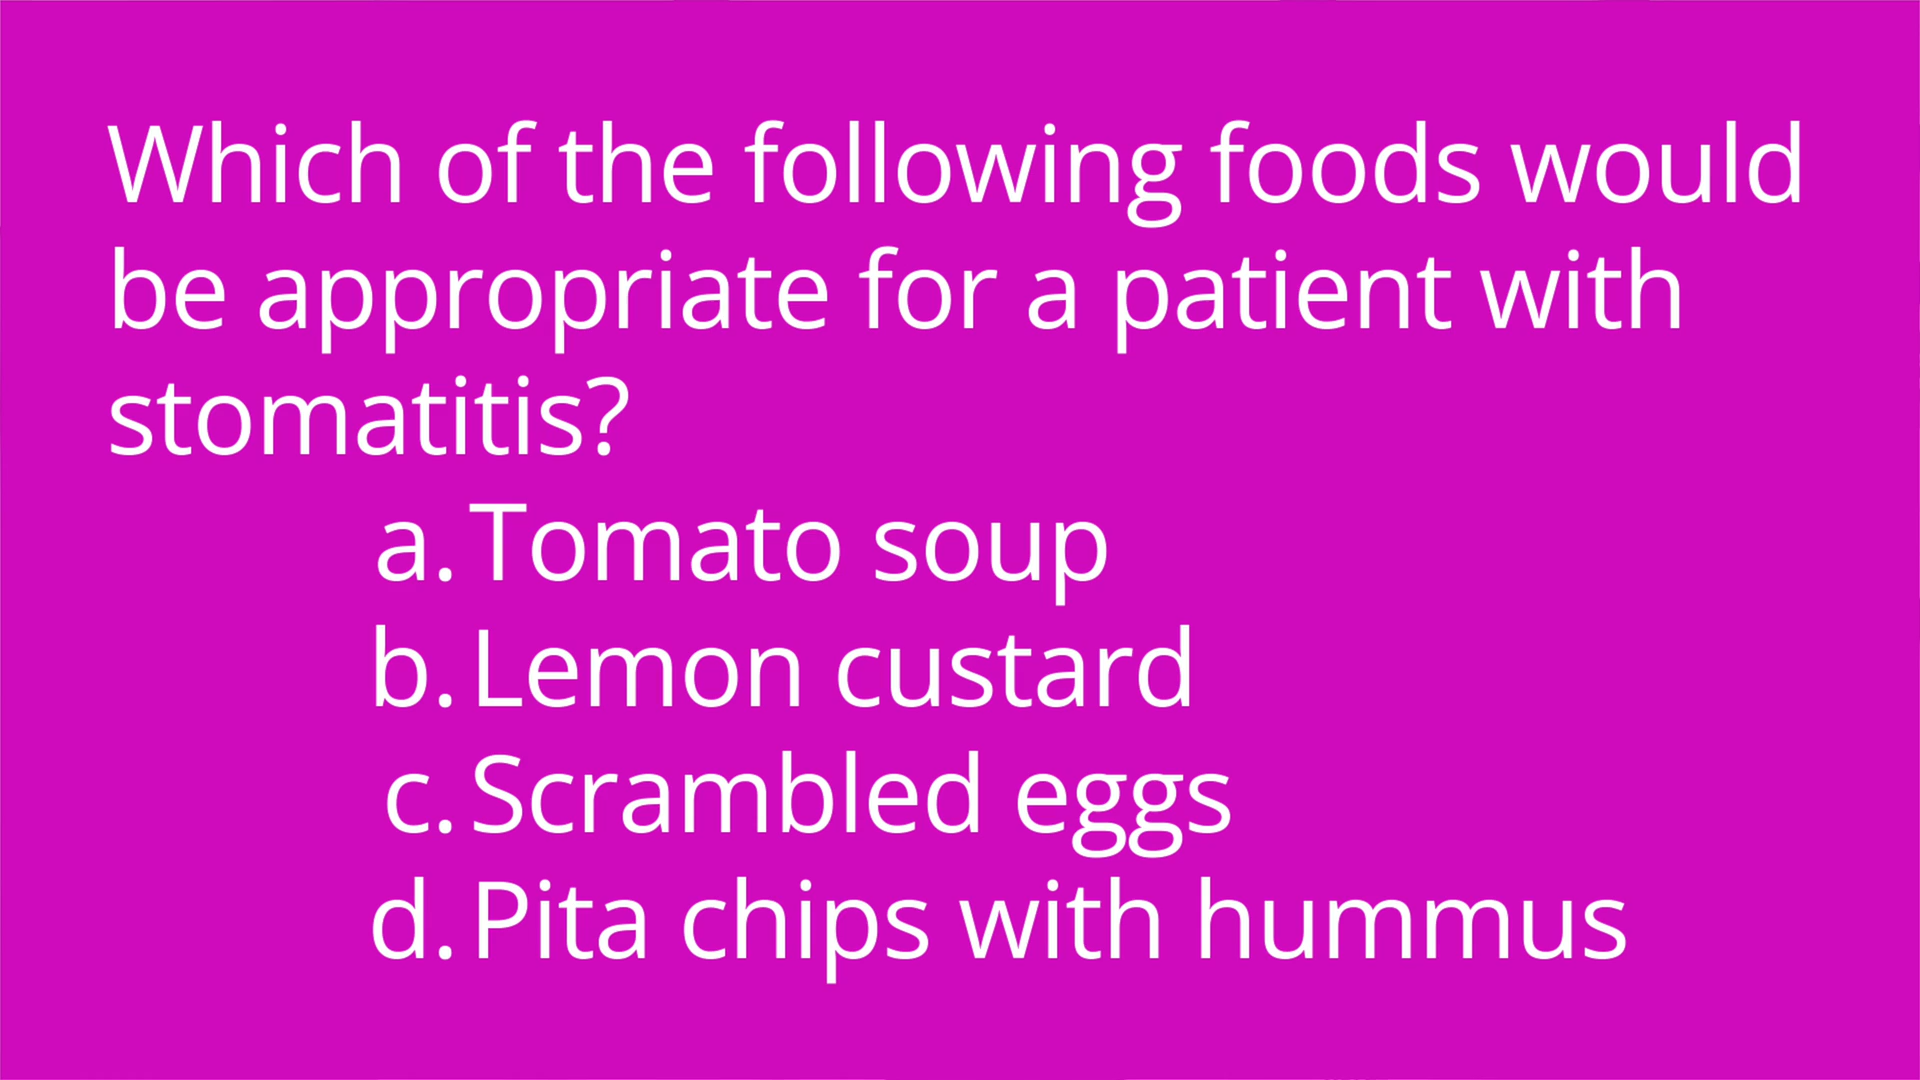 Which of the following foods would
be appropriate for a patient with
stomatitis?
a. Tomato soup
b. Lemon custard
c. Scrambled eggs
d. Pita chips with hummus